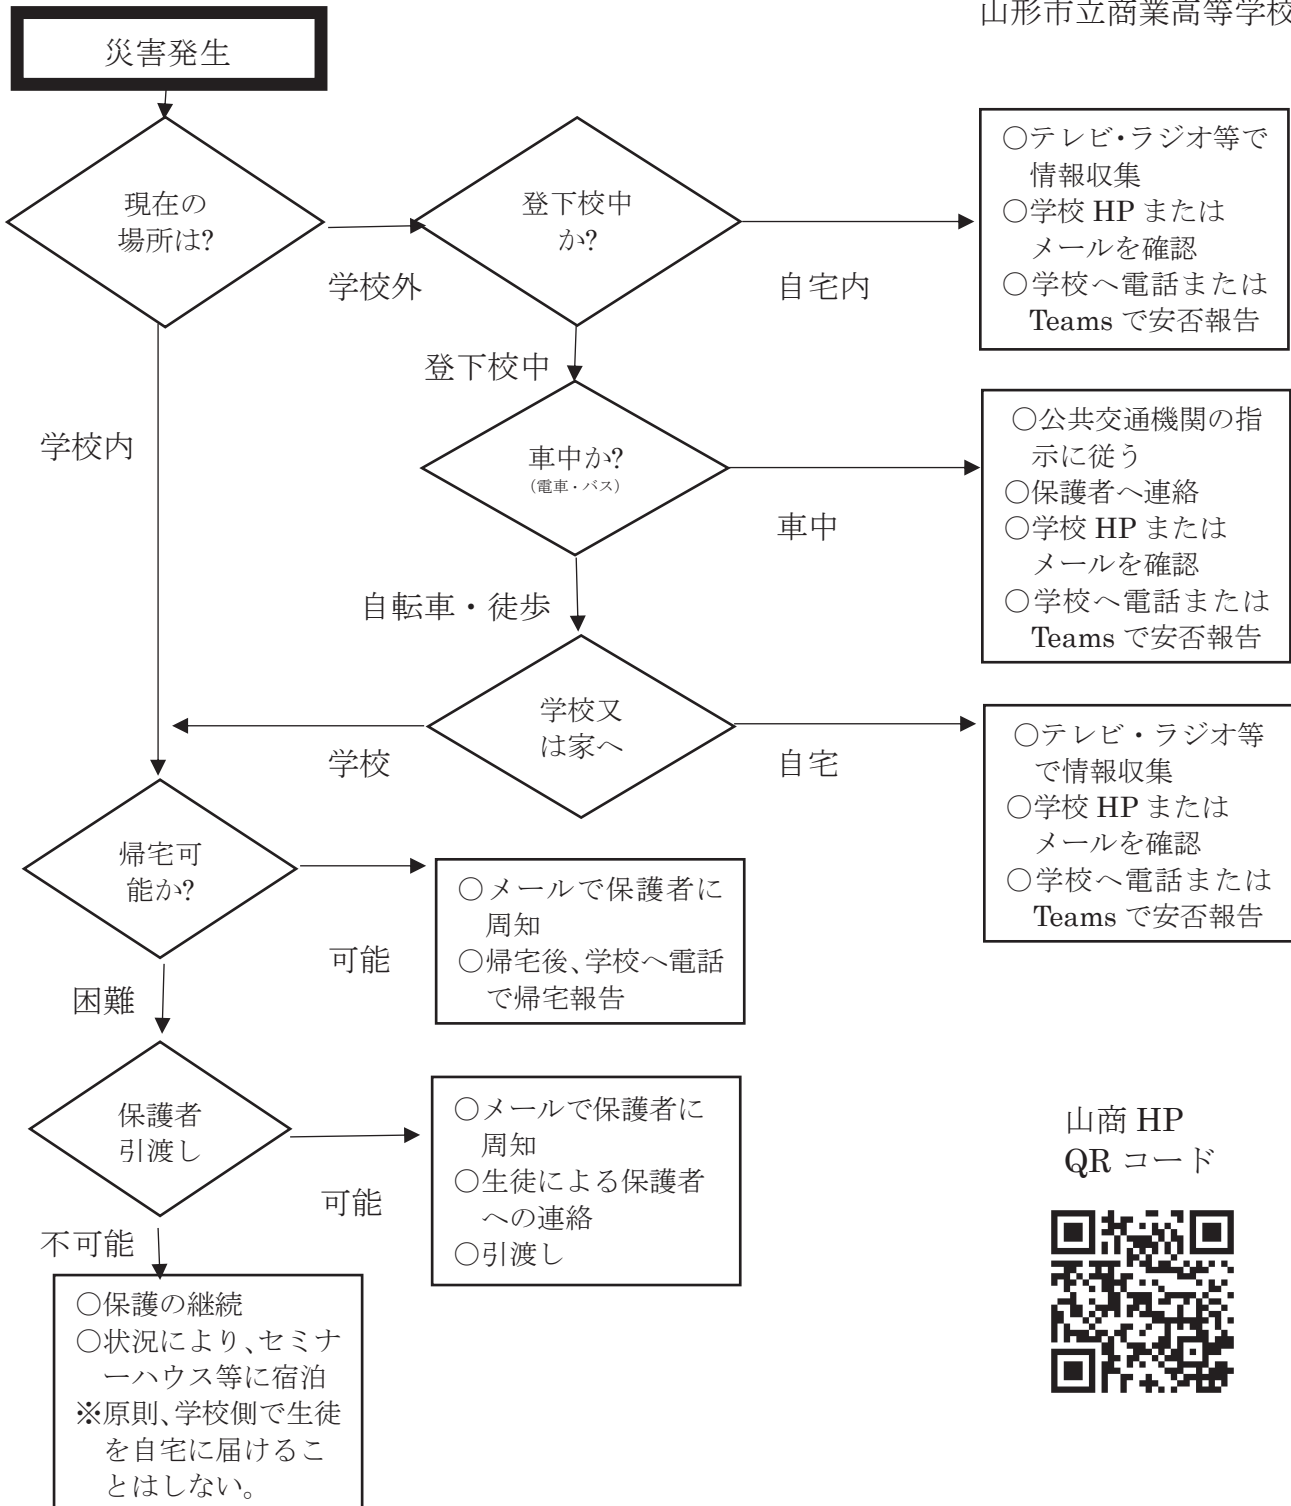 山形市立商業高等学校
災害発生
現在の
場所は?
学校外
登下校中
か?
自宅内
○テレビ・ラジオ等で
情報収集
○学校 HP または
メールを確認
○学校へ電話または
Teams で安否報告
登下校中
学校内
車中か?
(電車・バス)
車中
○公共交通機関の指
示に従う
○保護者へ連絡
○学校 HP または
メールを確認
○学校へ電話または
Teams で安否報告
自転車・徒歩
学校又
は家へ
学校
自宅
○テレビ・ラジオ等
で情報収集
○学校 HP または
メールを確認
○学校へ電話または
Teams で安否報告
帰宅可
能か?
可能
○メールで保護者に
周知
○帰宅後、学校へ電話
で帰宅報告
困難
保護者
引渡し
可能
○メールで保護者に
周知
○生徒による保護者
への連絡
○引渡し
不可能
○保護の継続
○状況により、セミナ
ーハウス等に宿泊
※原則、学校側で生徒
を自宅に届けるこ
とはしない。
山商 HP
QR コード